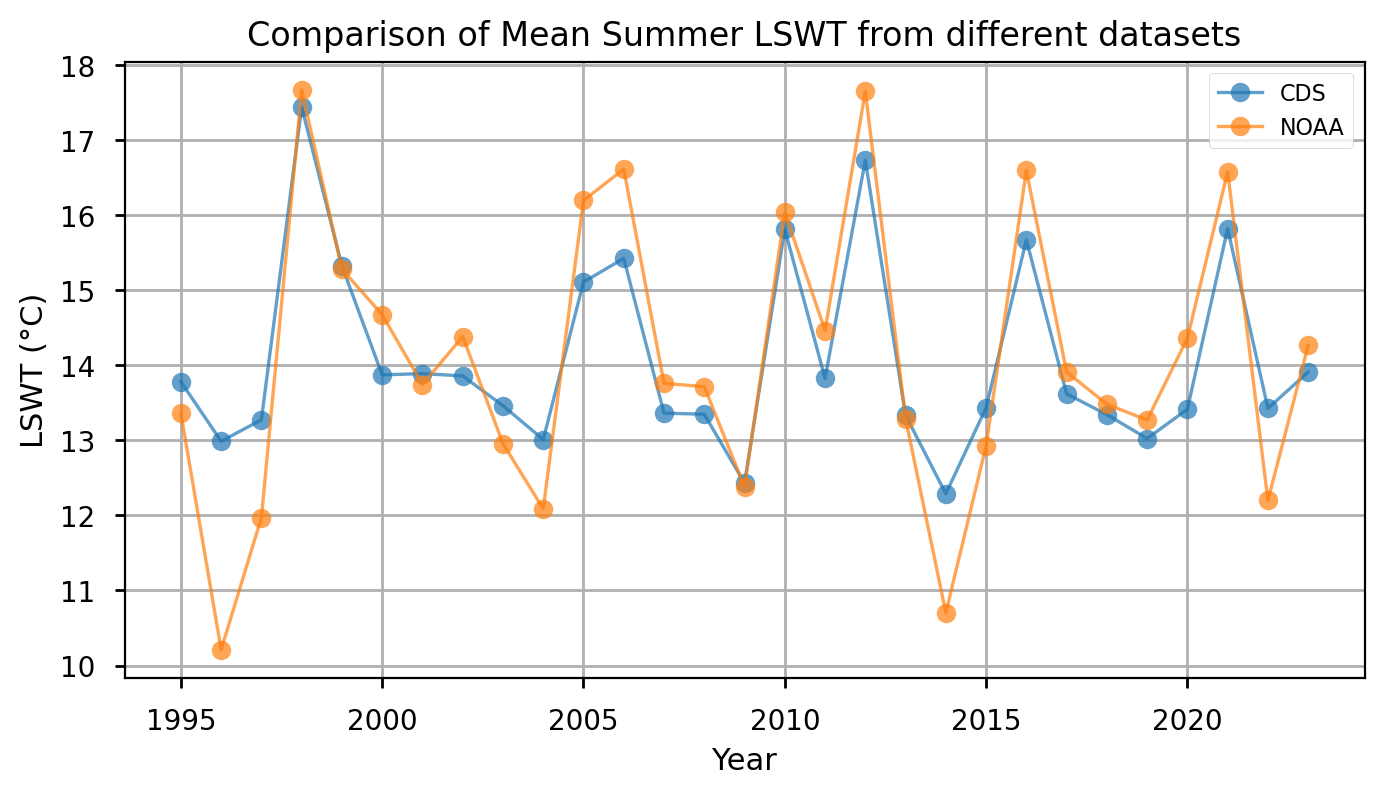 Comparison of Mean Summer LSWT from different datasets
18
17
16
15
14
13
12
11
10
LSWT (°C)
CDS
NOAA
1995 2000 2005 2010 2015 2020
Year